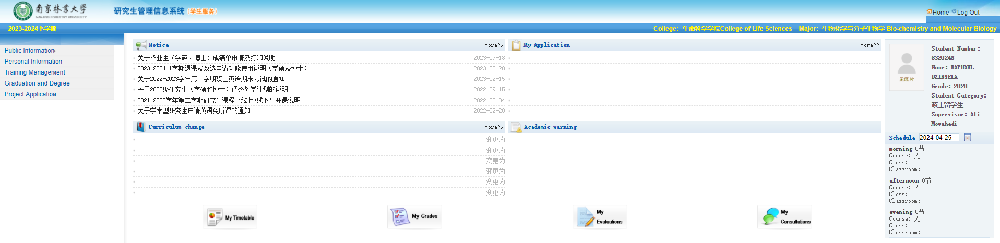 南京林業大學
NANJING FORESTRY UNIVERSITY
研究生管理信息系统（学生服务）
Home Log Out
2023-2024下学期
College：生命科学学院College of Life Sciences Major：生物化学与分子生物学 Bio-chemistry and Molecular Biology
Public Information
Personal Information
Training Management
Graduation and Degree
Project Application
Notice more>>
关于毕业生（学硕、博士）成绩单申请及打印说明 2023-09-18
2023-2024-1学期退课及改选申请功能使用说明（学硕及博士） 2023-08-28
关于2022-2023学年第一学期硕士英语期末考试的通知 2023-02-15
关于2022级研究生（学硕和博士）调整教学计划的说明 2022-09-15
2021-2022学年第二学期研究生课程‘线上+线下’开课说明 2022-03-04
关于学术型研究生申请英语免听课的通知 2022-02-20
My Application more>>
Curriculum change more>>
变更为
变更为
变更为
变更为
变更为
变更为
Academic warning
My Timetable
My Grades
My
Evaluations
My
Consultations
无照片
Student Number:
6320246
Name: RAPHAEL
DZINYELA
Grade: 2020
Student Category:
硕士留学生
Supervisor: Ali
Movahedi
Schedule 2024-04-25
morning 0节
Course: 无
Class:
Classroom:
afternoon 0节
Course: 无
Class:
Classroom:
evening 0节
Course: 无
Class:
Classroom: